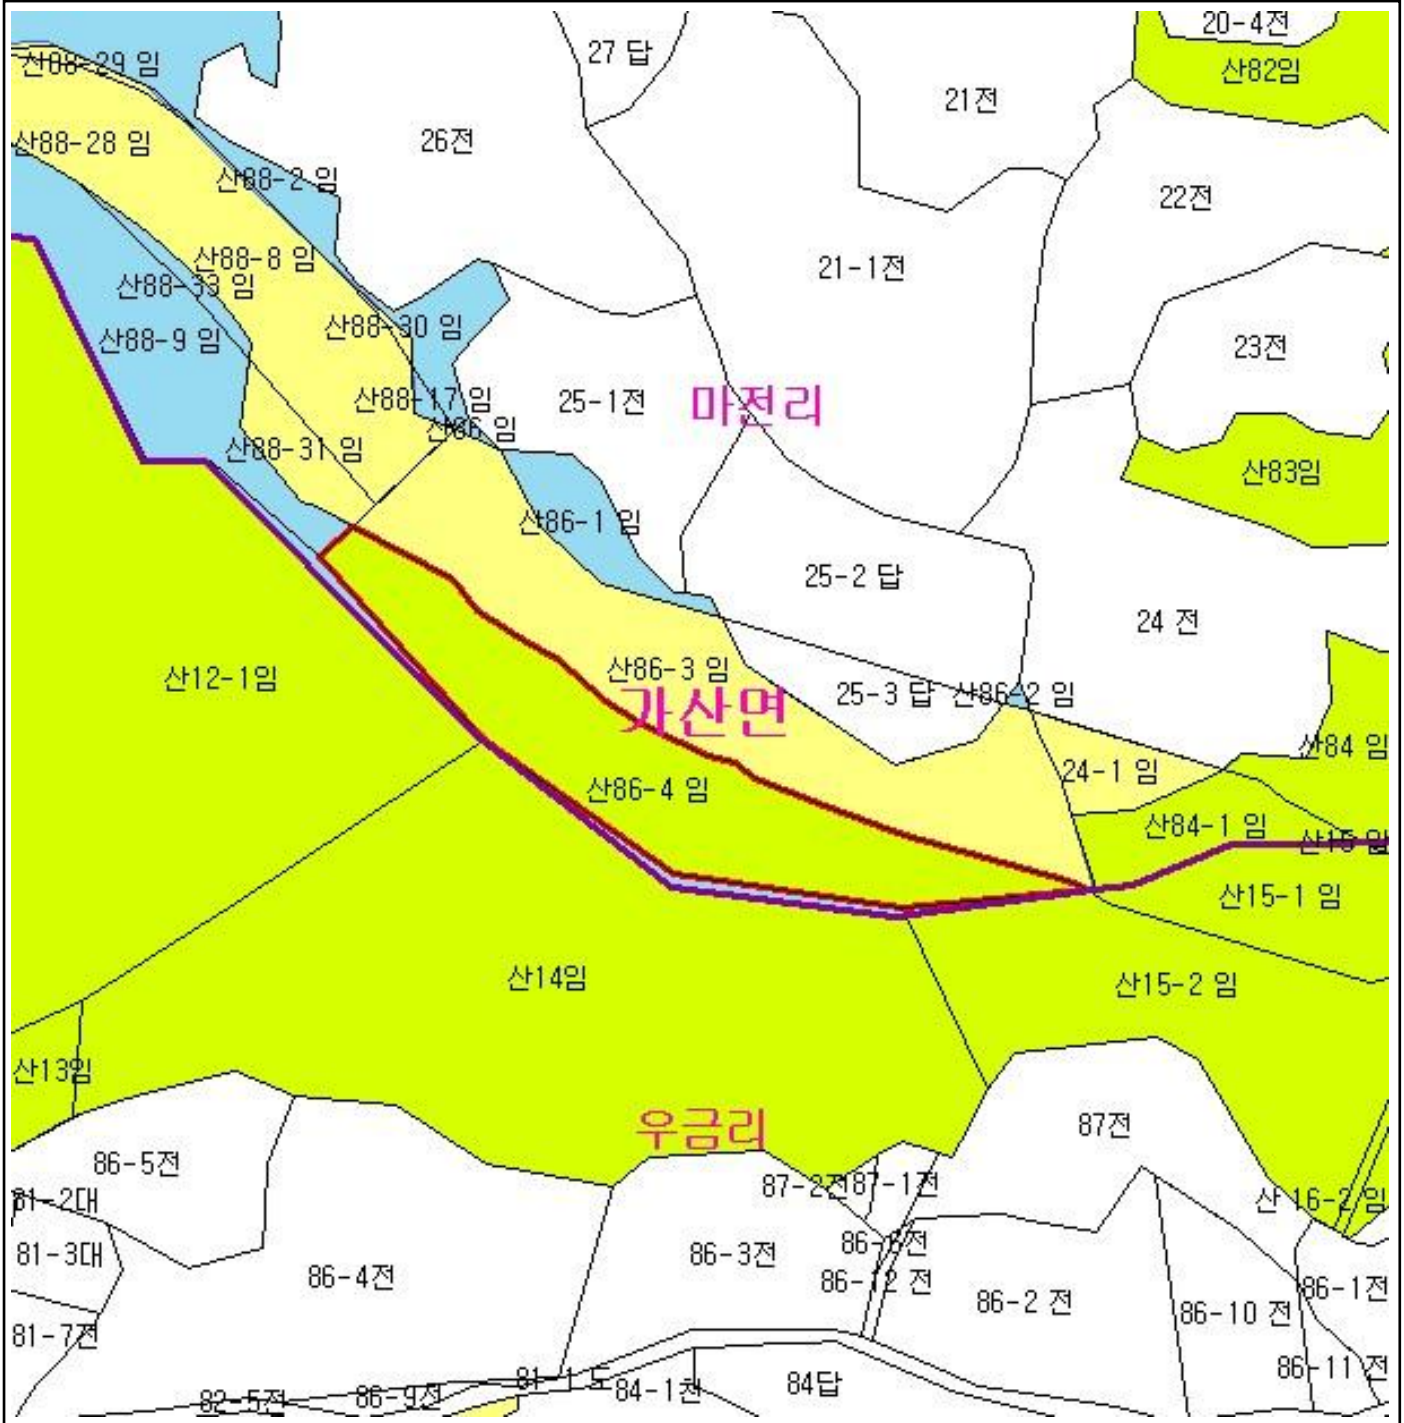 20-4전
27 답
산88-29 임
산82임
21전
26전
산88-28 임
산88-2 임
22전
산88-8 임
21-1전
산88-33 임
산88-30 임
산88-9 임
23전
산88-17 임
25-1전
마전리
산86 임
산88-31 임
산83임
산86-1 임
25-2 답
24 전
산86-3 임
산12-1임
25-3 답
산86-2 임
가산면
산84 임
24-1 임
산86-4 임
산84-1 임
산15 임
산15-1 임
산14임
산15-2 임
산13임
우금리
87전
86-5전
87-2전
87-1전
81-2대
산 16-2 임
86-6전
81-3대
86-3전
86-4전
86-12 전
86-1전
86-2 전
86-10 전
81-7전
86-11 전
81-1 도
84-1전
84답
82-5전
86-9전